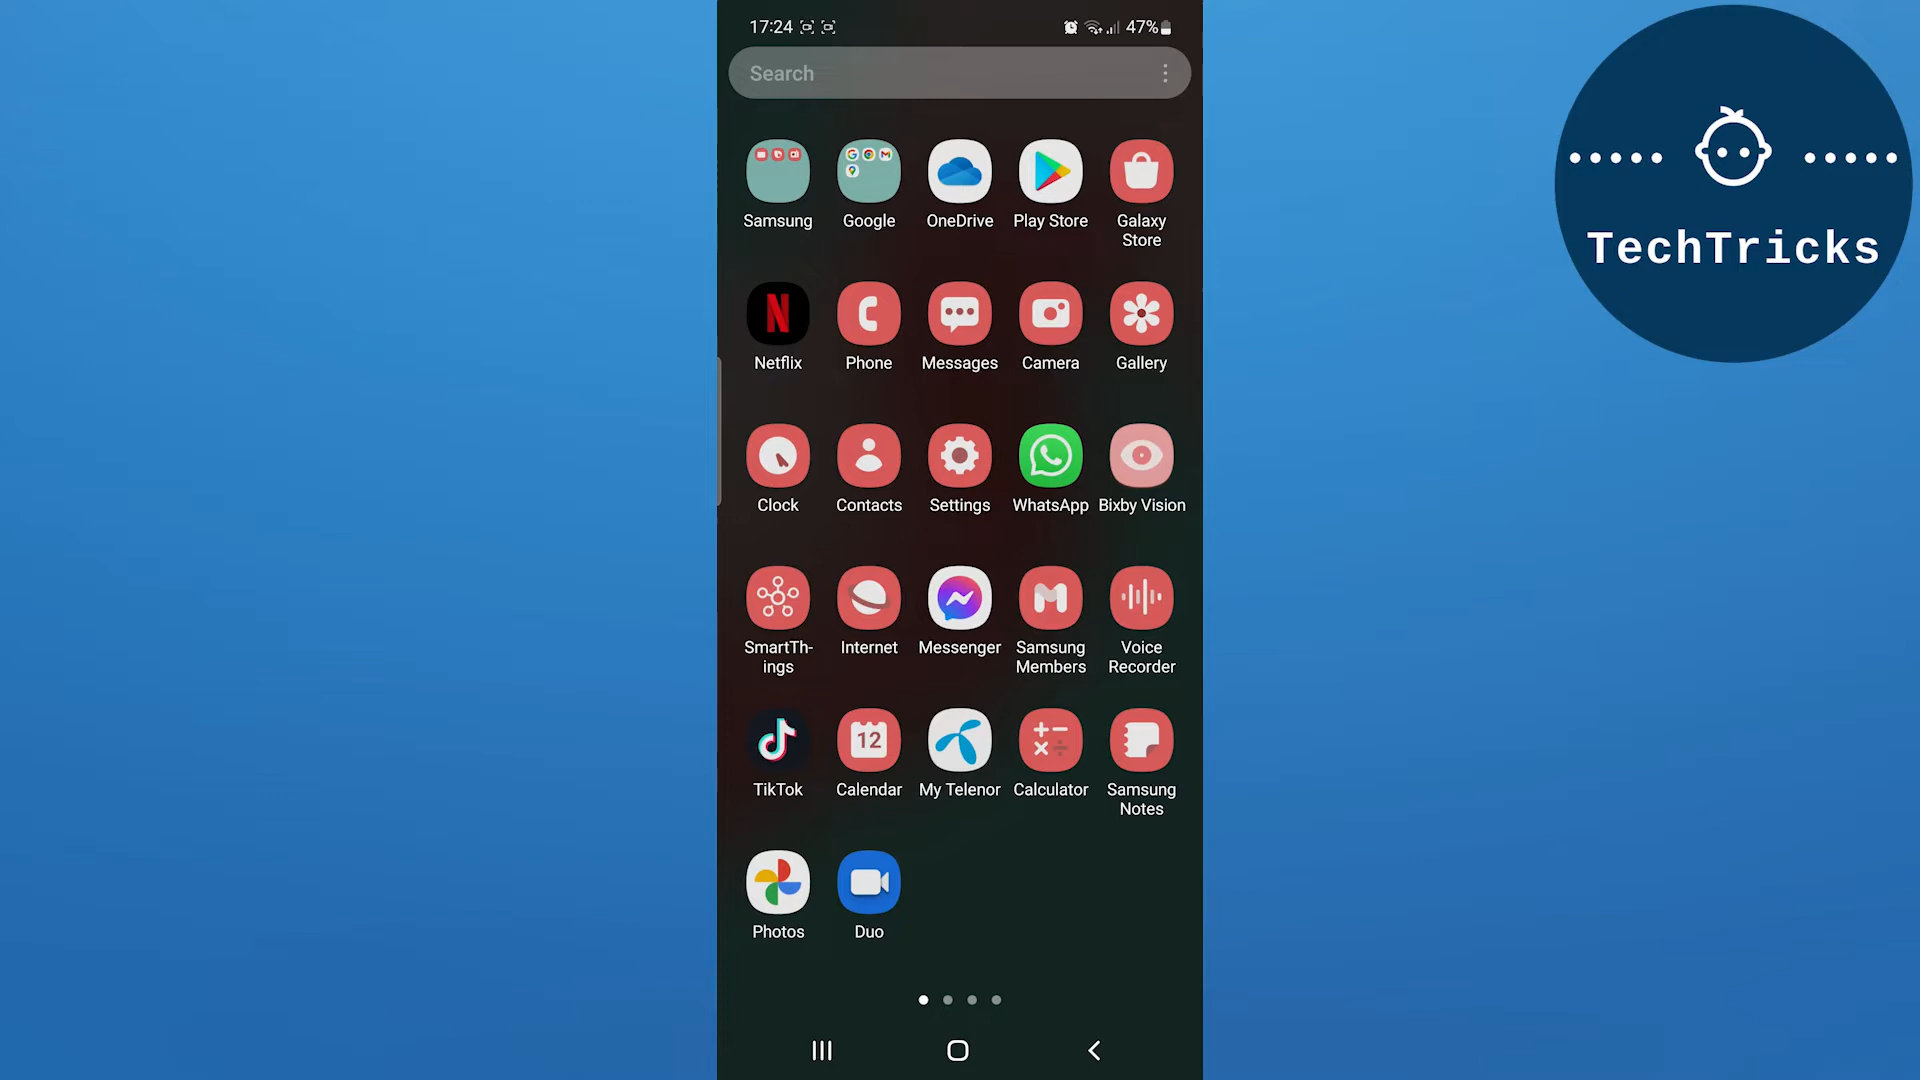 17:24
47%
Search
Samsung
Google
OneDrive
Play Store
Galaxy
Store
Netflix
Phone
Messages
Camera
Gallery
Clock
Contacts
Settings
WhatsApp
Bixby Vision
SmartTh-
ings
Internet
Messenger
Samsung
Members
Voice
Recorder
TikTok
12
Calendar
My Telenor
Calculator
Samsung
Notes
Photos
Duo
TechTricks